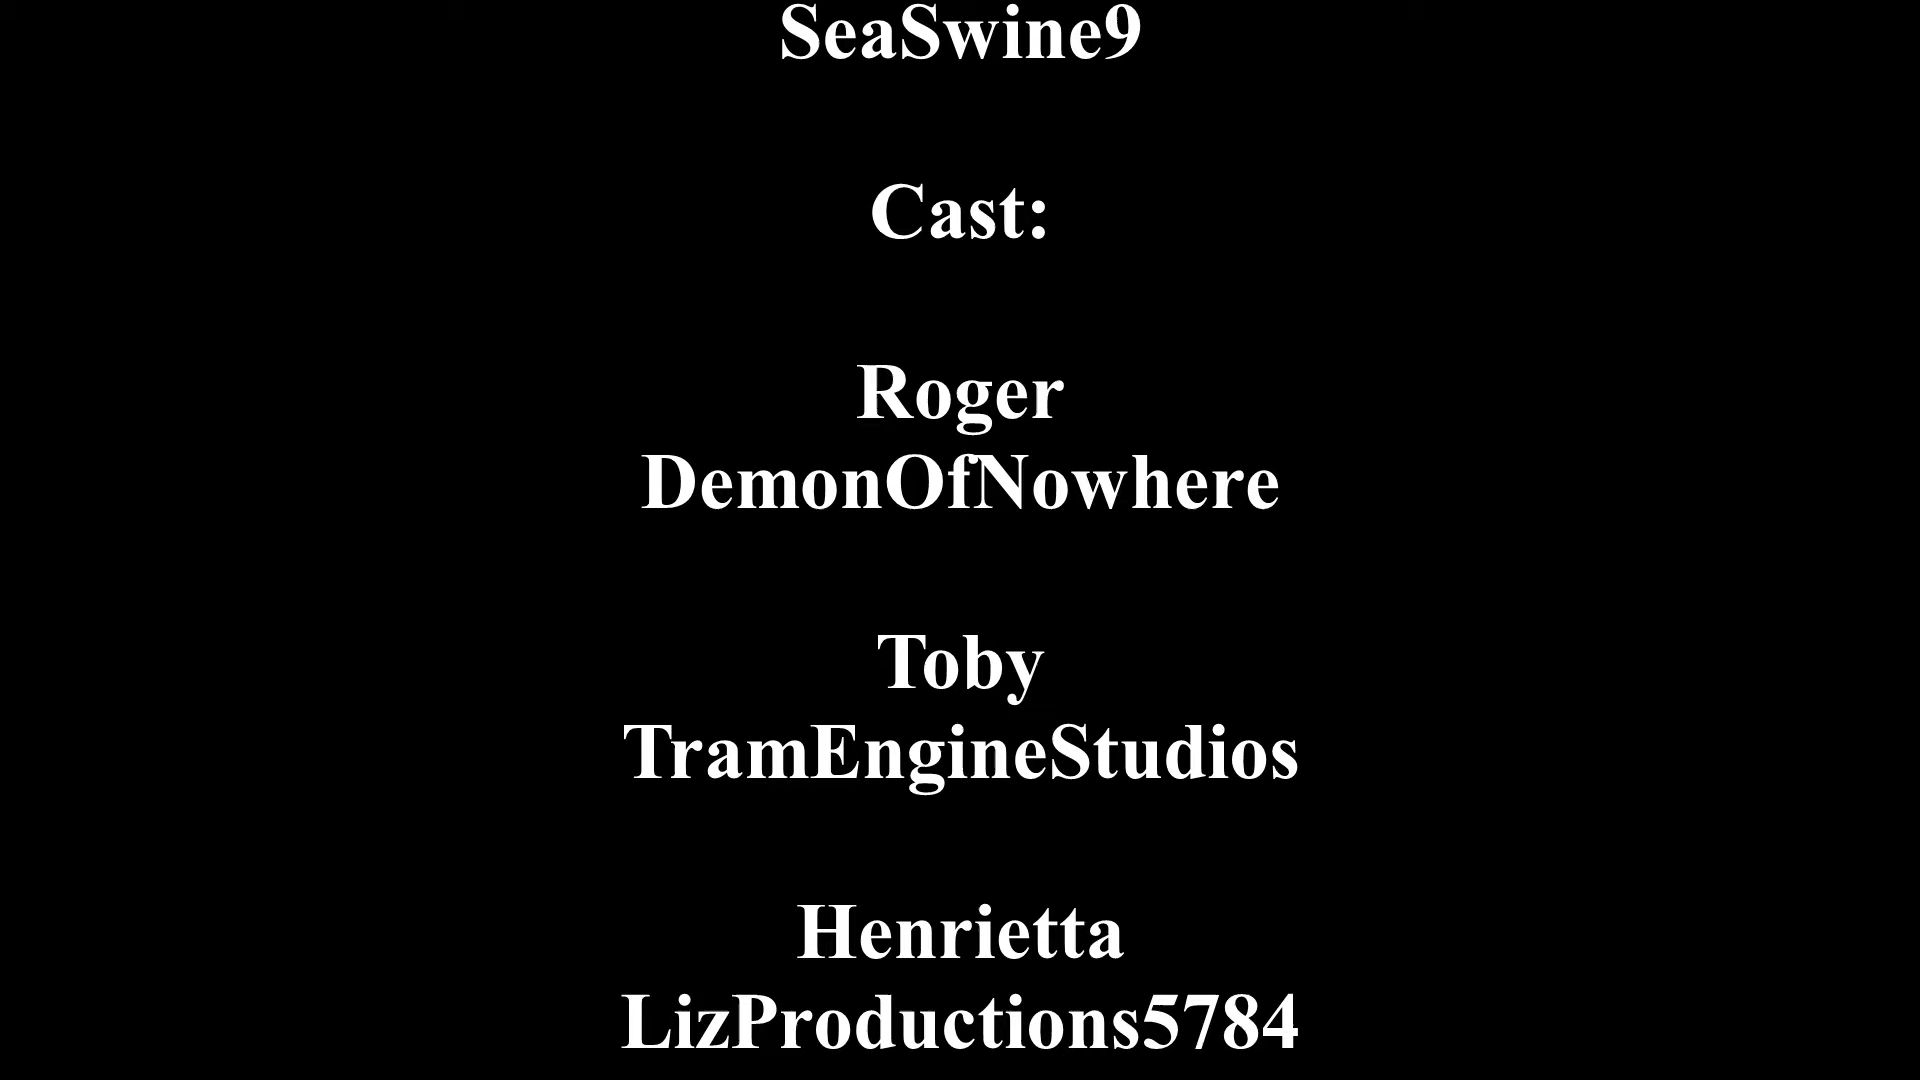 SeaSwine9
Cast:
Roger
DemonOfNowhere
Toby
TramEngineStudios
Henrietta
LizProductions5784